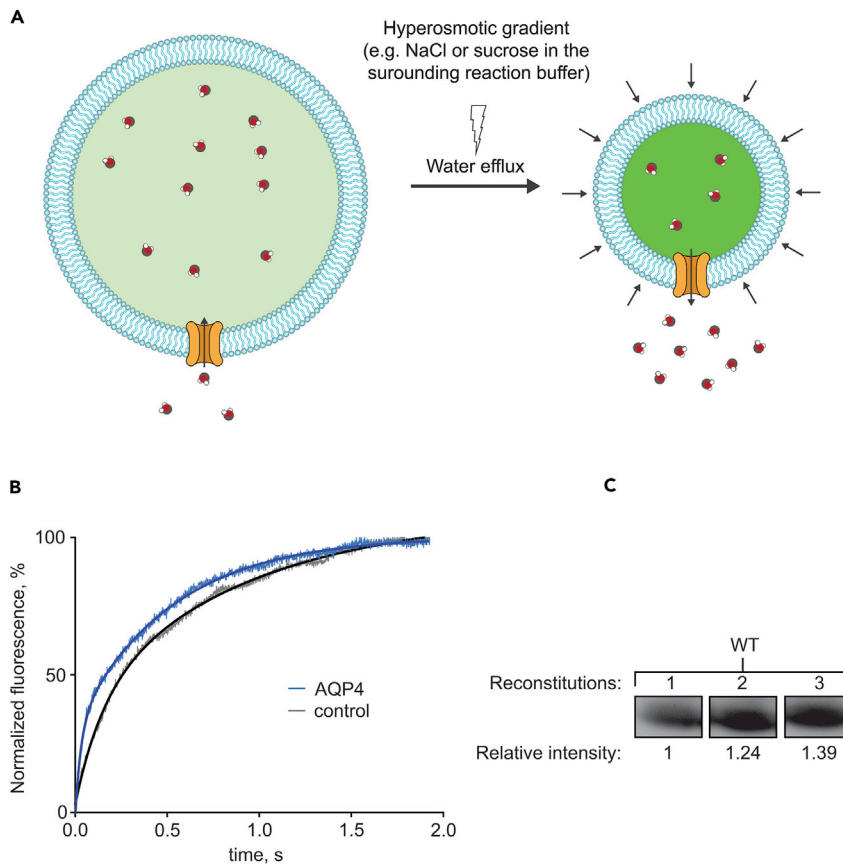 A
Hyperosmotic gradient
(e.g. NaCl or sucrose in the
surounding reaction buffer)
Water efflux
B
Normalized fluorescence, %
100
50
0
0.0
0.5
1.0
1.5
2.0
time, s
AQP4
control
C
WT
Reconstitutions: 1 2 3
Relative intensity: 1 1.24 1.39